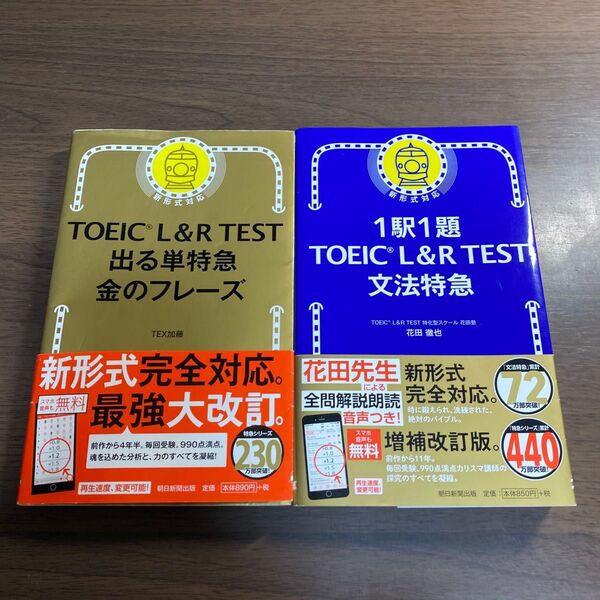 新形式対応
TOEIC® L&R TEST
出る単特急
金のフレーズ
TEX加藤
新形式完全対応。
スマホ音声も無料
最強大改訂。
前作から4年半。毎回受験、990点満点、
魂を込めた分析と、力のすべてを凝縮!
特急シリーズ
230
万部突破!
再生速度、変更可能!
朝日新聞出版
定価:本体890円+税
新形式対応
1駅1題
TOEIC® L&R TEST
文法特急
TOEIC® L&R TEST 特化型スクール 花田塾
花田 徹也
花田先生
による
全問解説朗読
音声つき!
スマホ音声も無料
新形式
完全対応。
時に鍛えられ、洗練された、
絶対のバイブル。
「文法特急」累計
72
万部突破!
増補改訂版。
前作から11年。
毎回受験、990点満点カリスマ講師の
探究のすべてを凝縮。
「特急シリーズ」累計
440
万部突破!
再生速度、変更可能!
朝日新聞出版
定価:本体850円+税